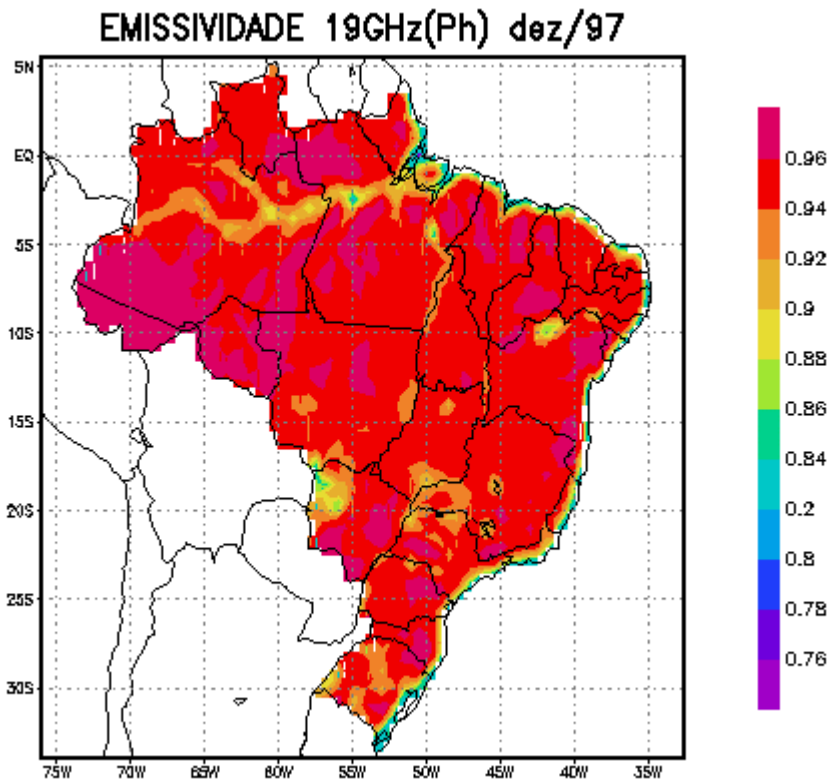 EMISSIVIDADE 19GHz(Ph) dez/97
5N
EQ
5S
10S
15S
20S
25S
30S
75W 70W 65W 60W 55W 50W 45W 40W 35W
0.96
0.94
0.92
0.9
0.88
0.86
0.84
0.2
0.8
0.78
0.76